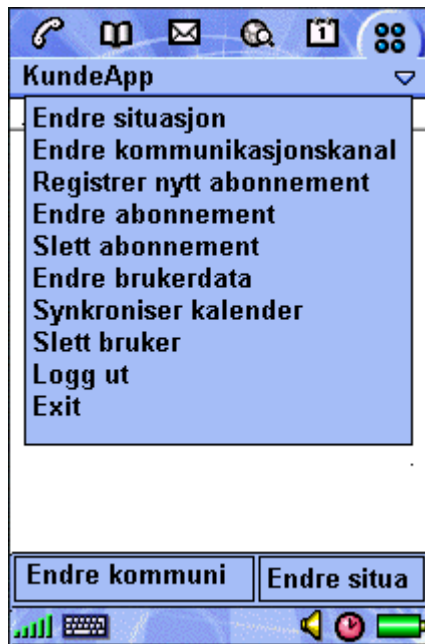 1
KundeApp
Endre situasjon
Endre kommunikasjonskanal
Registrer nytt abonnement
Endre abonnement
Slett abonnement
Endre brukerdata
Synkroniser kalender
Slett bruker
Logg ut
Exit
Endre kommuni
Endre situa